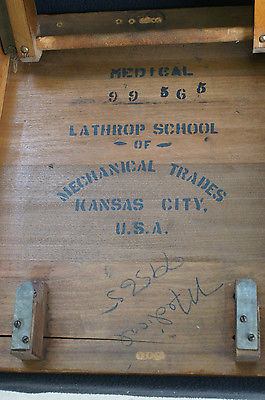 MEDICAL
99565
LATHROP SCHOOL
OF
MECHANICAL TRADES
KANSAS CITY,
U.S.A.